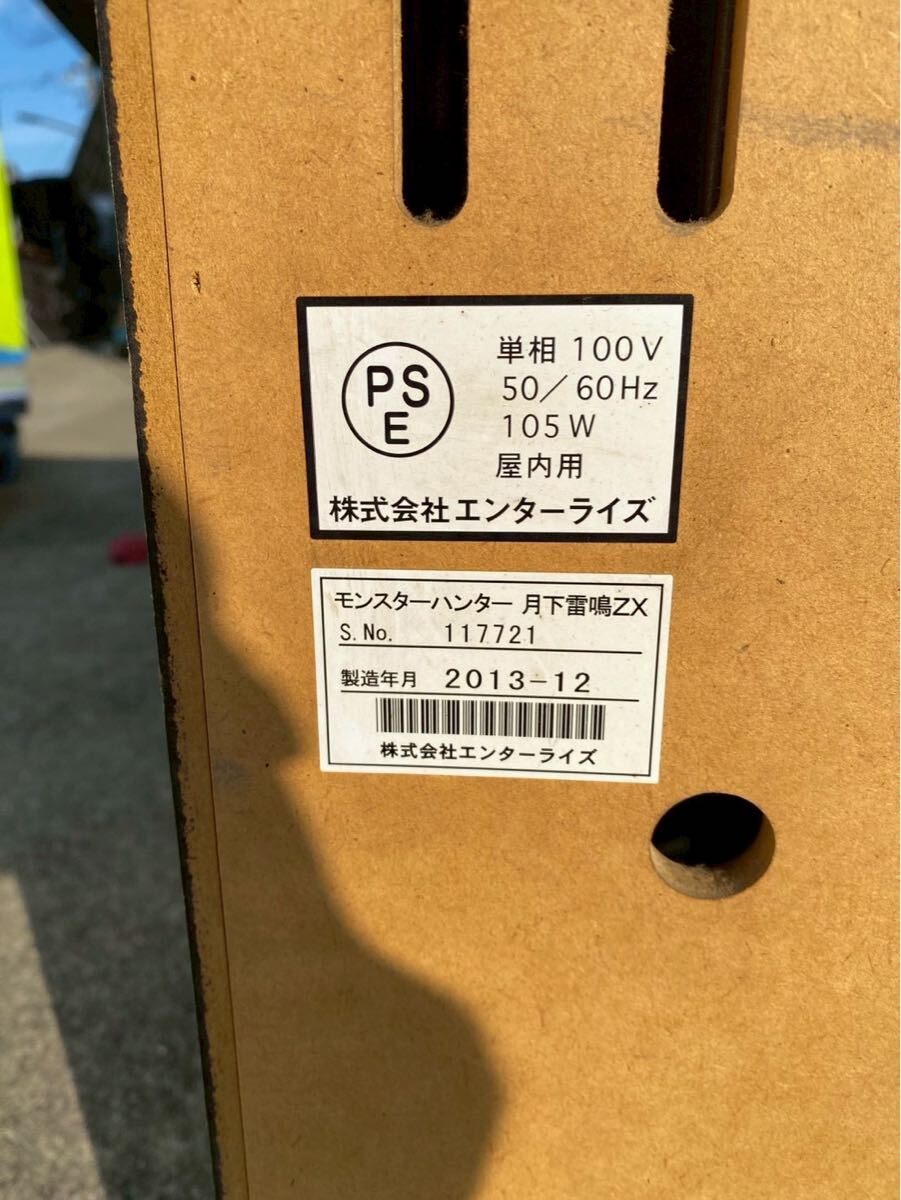 PS
E
単相 100V
50／60Hz
105W
屋内用
株式会社エンターライズ
モンスターハンター 月下雷鳴ZX
S.No. 117721
製造年月 2013-12
株式会社エンターライズ